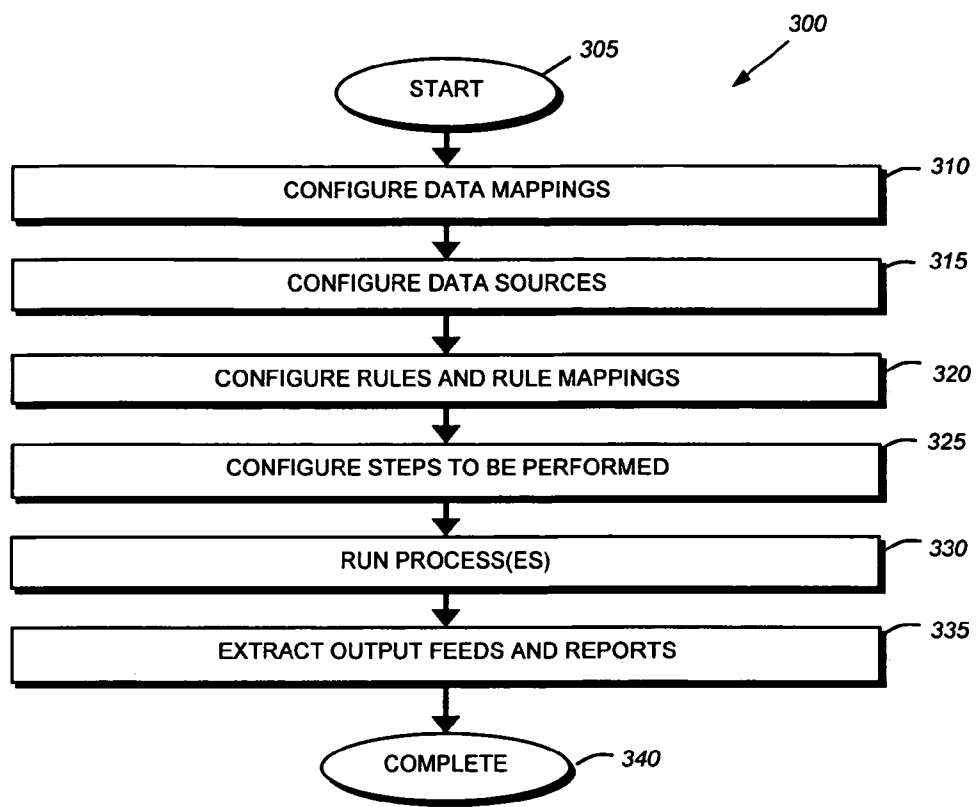 300
305
START
310
CONFIGURE DATA MAPPINGS
315
CONFIGURE DATA SOURCES
320
CONFIGURE RULES AND RULE MAPPINGS
325
CONFIGURE STEPS TO BE PERFORMED
330
RUN PROCESS(ES)
335
EXTRACT OUTPUT FEEDS AND REPORTS
COMPLETE
340